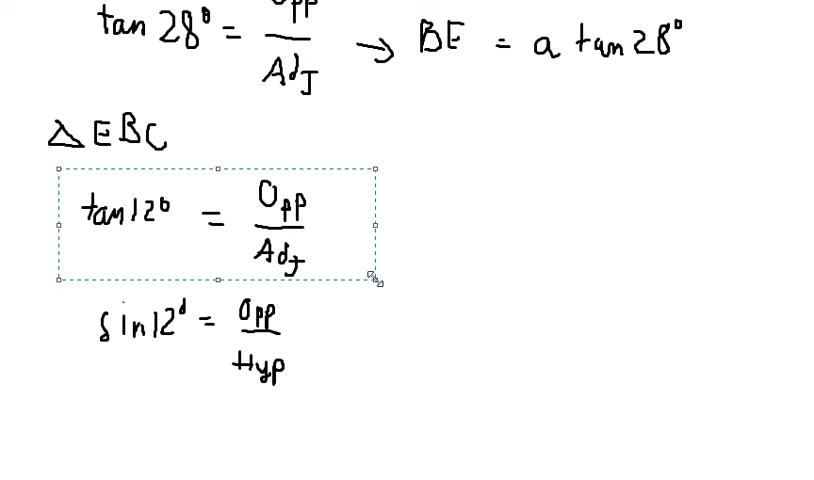 tan 28° = Opp / Adj → BE = a tan 28°
△EBC
tan 12° = Opp / Adj
sin 12° = Opp / Hyp